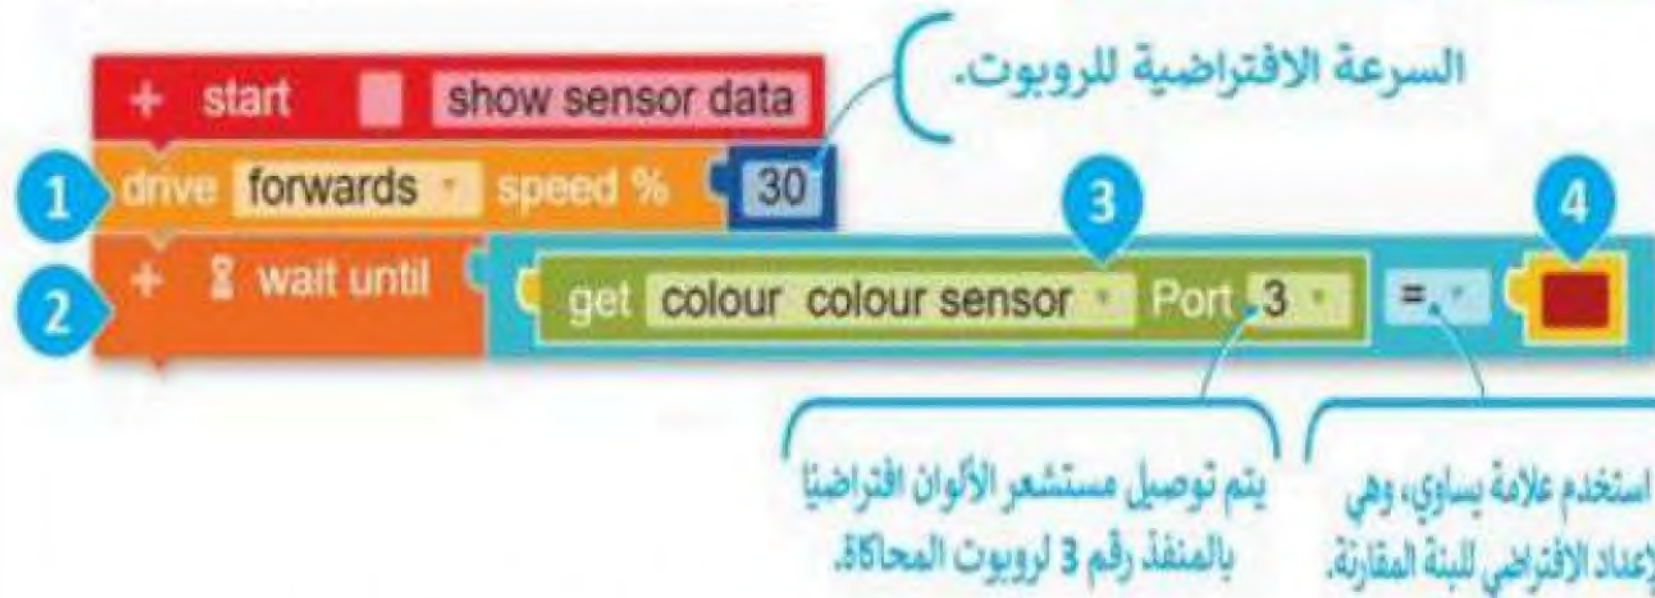 السرعة الافتراضية للروبوت.
+ start show sensor data
1 drive forwards speed % 30
3 4
2 + wait until get colour colour sensor Port 3 =
يتم توصيل مستشعر الألوان افتراضيًا
بالمنفذ رقم 3 لروبوت المحاكاة.
استخدم علامة يساوي، وهي
لإعداد الافتراضي للبنة المقارنة.